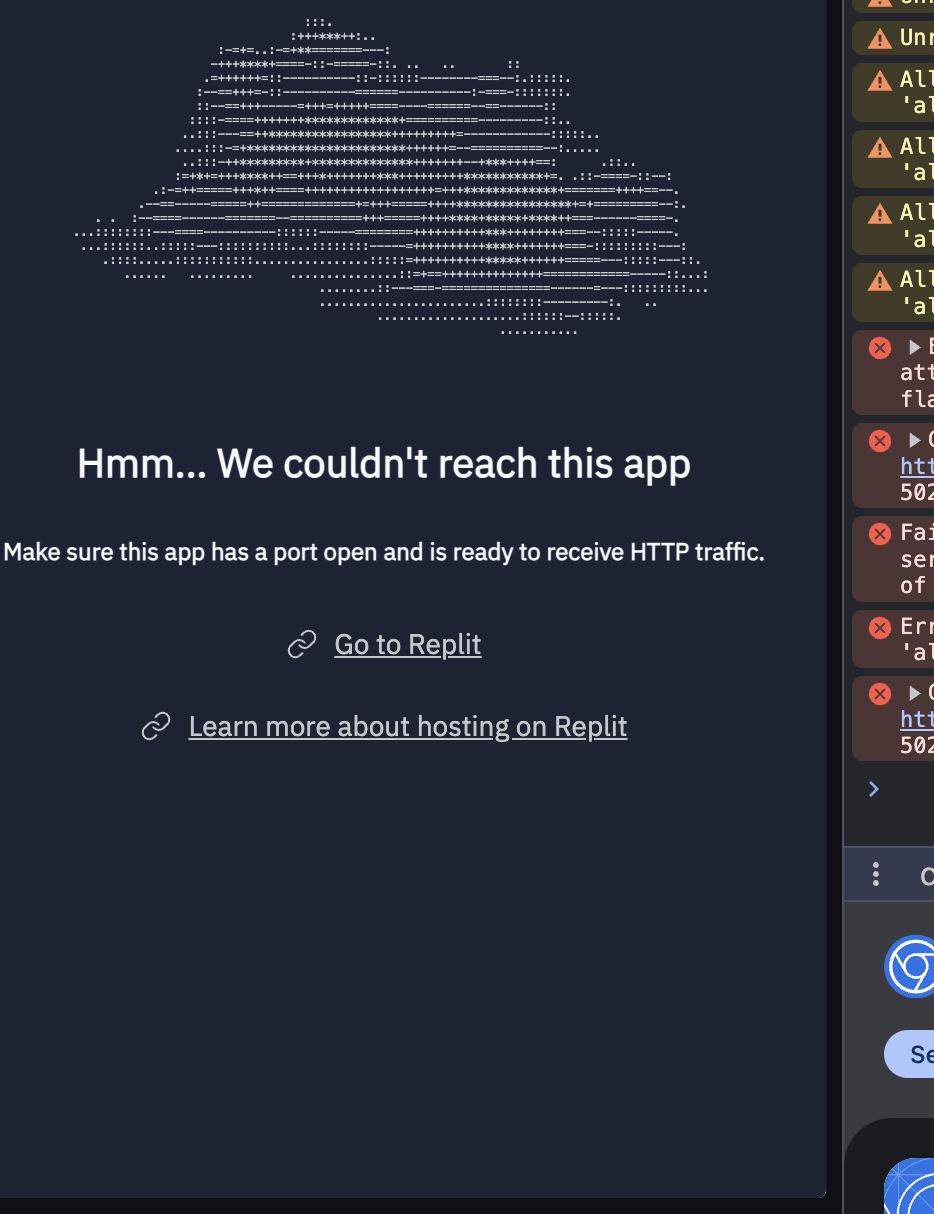 Hmm... We couldn't reach this app
Make sure this app has a port open and is ready to receive HTTP traffic.
Go to Replit
Learn more about hosting on Replit
Unr
All
'al
All
'al
All
'al
All
'al
att
fla
htt
502
Fai
ser
of
Err
'al
htt
502
Se